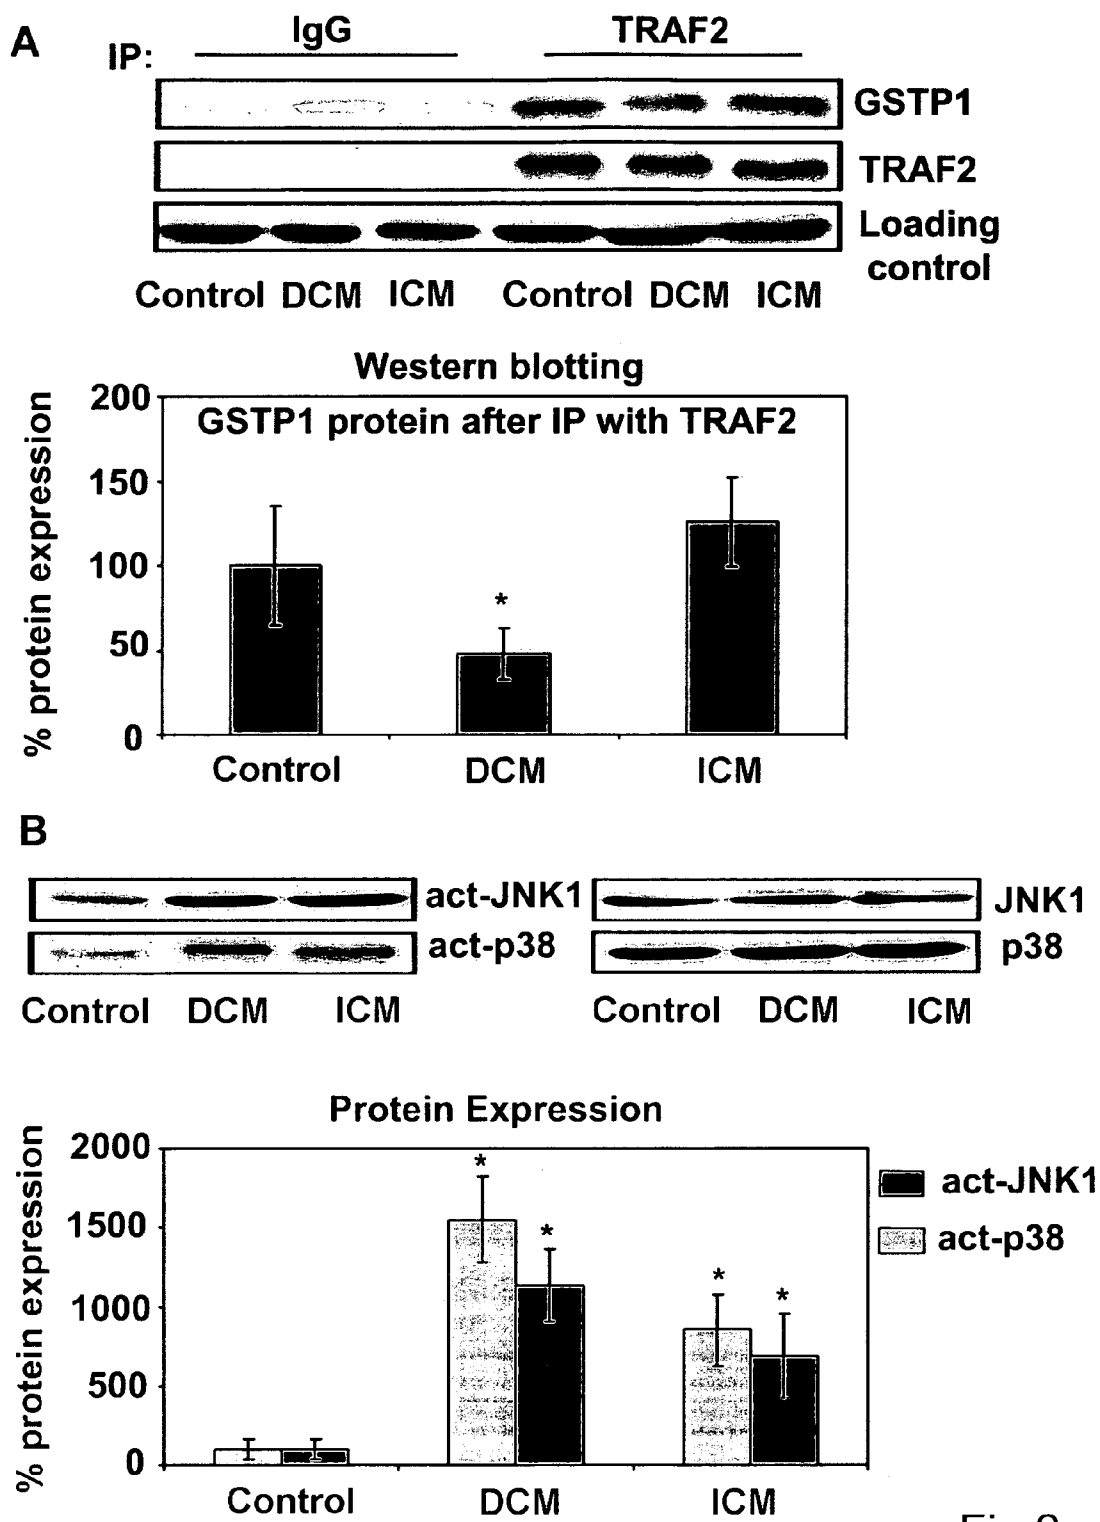 A
IP:
IgG
TRAF2
GSTP1
TRAF2
Loading
control
Control DCM ICM Control DCM ICM
Western blotting
GSTP1 protein after IP with TRAF2
% protein expression
200
150
100
50
0
*
Control DCM ICM
B
act-JNK1
JNK1
act-p38
p38
Control DCM ICM Control DCM ICM
Protein Expression
% protein expression
2000
1500
1000
500
0
*
*
*
*
act-JNK1
act-p38
Control DCM ICM